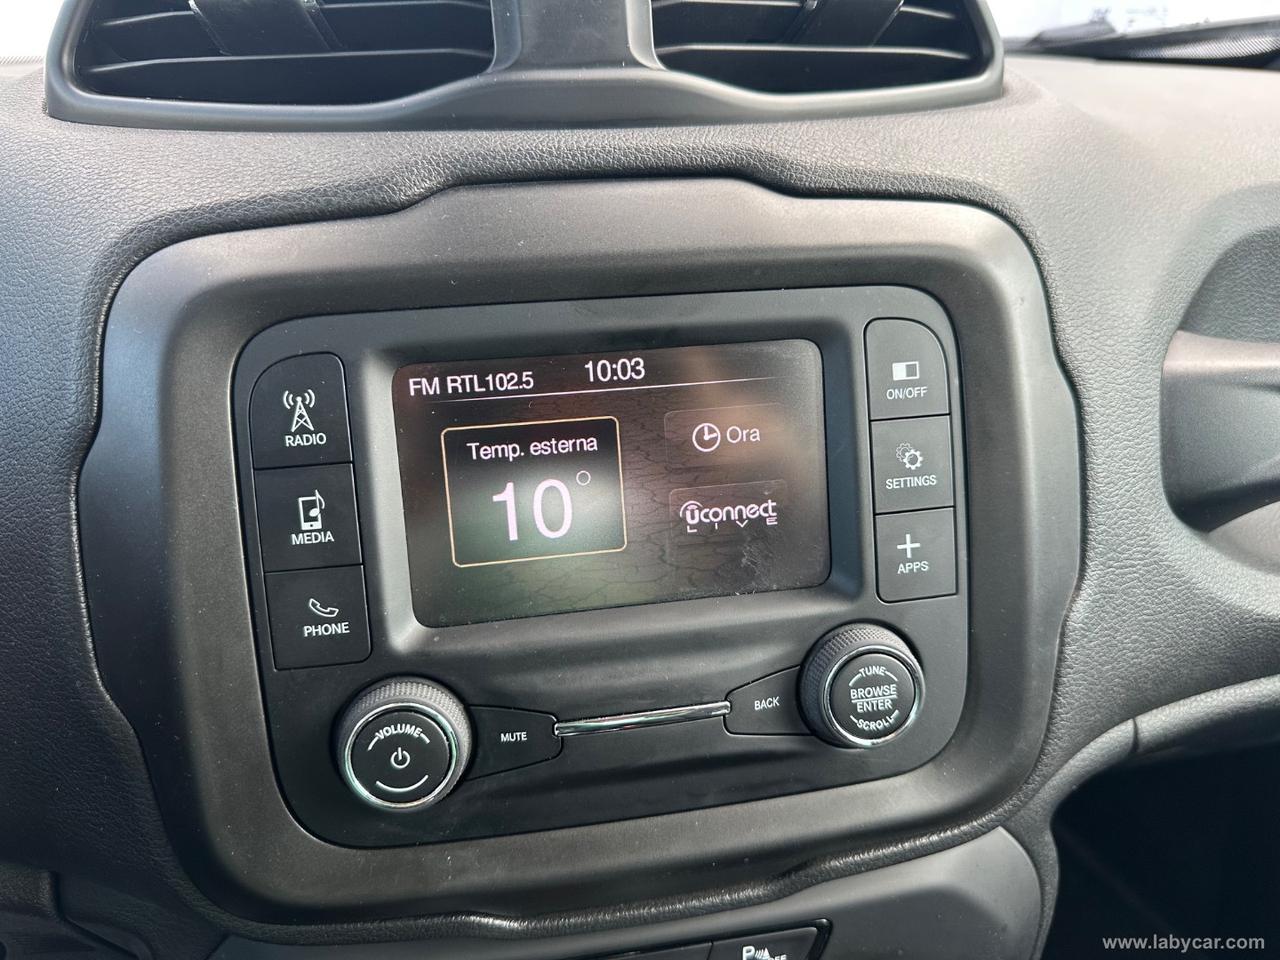 FM RTL102.5
10:03
Temp. esterna
10°
Ora
uconnect
LIVE
RADIO
MEDIA
PHONE
ON/OFF
SETTINGS
APPS
VOLUME
MUTE
BACK
TUNE
BROWSE
ENTER
SCROLL
P
OFF
www.labycar.com